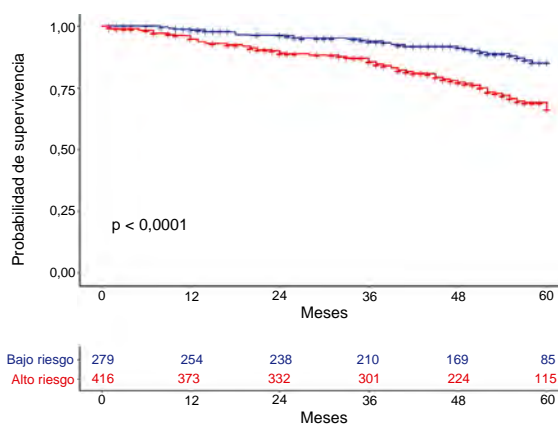 Probabilidad de supervivencia
1,00
0,75
0,50
0,25
0,00
p < 0,0001
0 12 24 36 48 60
Meses
Bajo riesgo 279 254 238 210 169 85
Alto riesgo 416 373 332 301 224 115
0 12 24 36 48 60
Meses